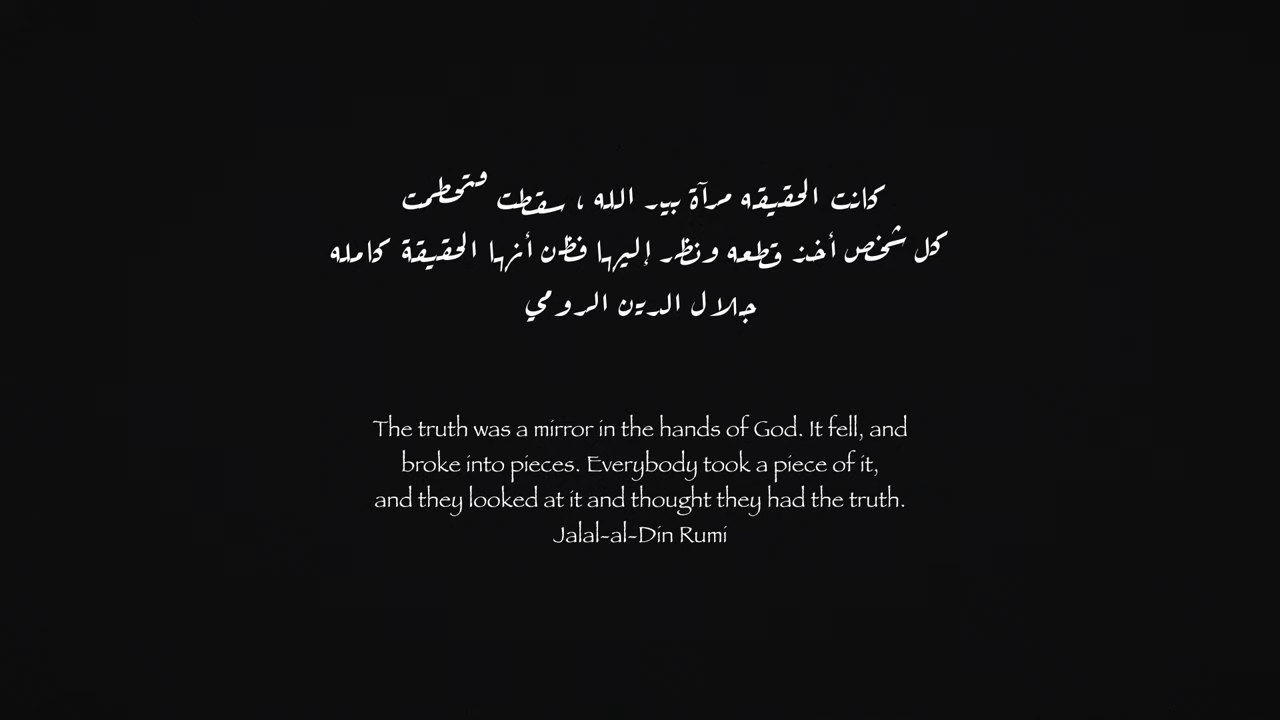 كانت الحقيقه مرآة بيد الله ، سقطت فتحطمت
كل شخص أخذ قطعه ونظر إليها فظن أنها الحقيقة كامله
جلال الدين الرومي
The truth was a mirror in the hands of God. It fell, and
broke into pieces. Everybody took a piece of it,
and they looked at it and thought they had the truth.
Jalal-al-Din Rumi